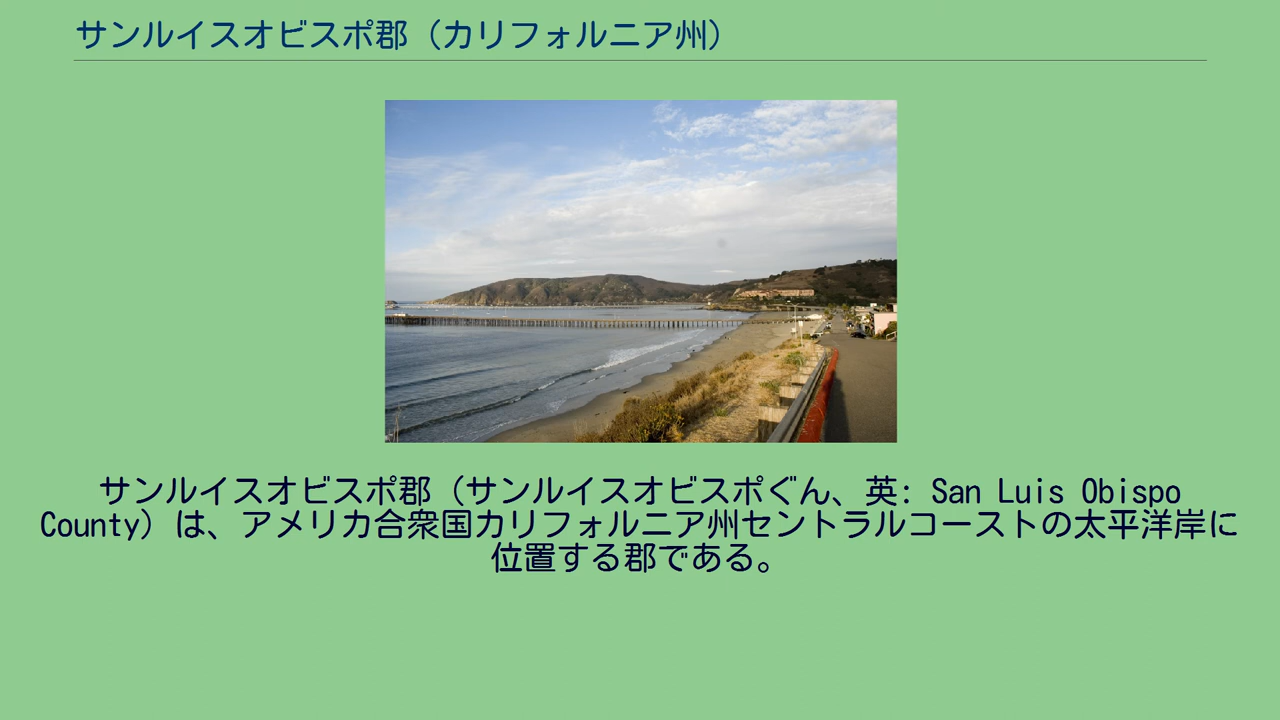 サンルイスオビスポ郡（カリフォルニア州）
サンルイスオビスポ郡（サンルイスオビスポぐん、英: San Luis Obispo
County）は、アメリカ合衆国カリフォルニア州セントラルコーストの太平洋岸に
位置する郡である。